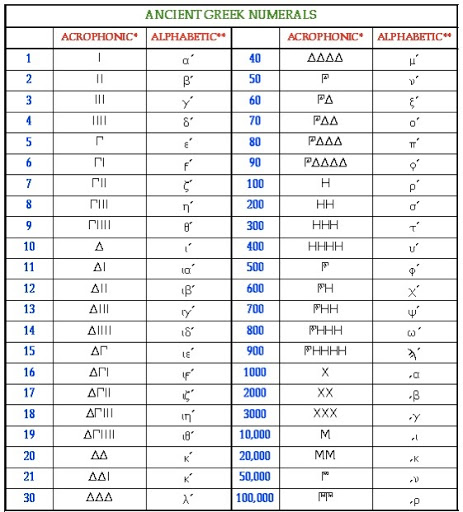 ANCIENT GREEK NUMERALS
ACROPHONIC* ALPHABETIC** ACROPHONIC* ALPHABETIC**
1 Ι α´ 40 ΔΔΔΔ μ´
2 ΙΙ β´ 50 𐅄 ν´
3 ΙΙΙ γ´ 60 𐅄Δ ξ´
4 ΙΙΙΙ δ´ 70 𐅄ΔΔ ο´
5 Γ ε´ 80 𐅄ΔΔΔ π´
6 ΓΙ ϝ´ 90 𐅄ΔΔΔΔ ϙ´
7 ΓΙΙ ζ´ 100 Η ρ´
8 ΓΙΙΙ η´ 200 ΗΗ σ´
9 ΓΙΙΙΙ θ´ 300 ΗΗΗ τ´
10 Δ ι´ 400 ΗΗΗΗ υ´
11 ΔΙ ια´ 500 𐅅 φ´
12 ΔΙΙ ιβ´ 600 𐅅Η χ´
13 ΔΙΙΙ ιγ´ 700 𐅅ΗΗ ψ´
14 ΔΙΙΙΙ ιδ´ 800 𐅅ΗΗΗ ω´
15 ΔΓ ιε´ 900 𐅅ΗΗΗΗ ϡ´
16 ΔΓΙ ιϝ´ 1000 Χ ͵α
17 ΔΓΙΙ ιζ´ 2000 ΧΧ ͵β
18 ΔΓΙΙΙ ιη´ 3000 ΧΧΧ ͵γ
19 ΔΓΙΙΙΙ ιθ´ 10,000 Μ ͵ι
20 ΔΔ κ´ 20,000 ΜΜ ͵κ
21 ΔΔΙ κ´ 50,000 𐅇 ͵ν
30 ΔΔΔ λ´ 100,000 𐅇𐅇 ͵ρ